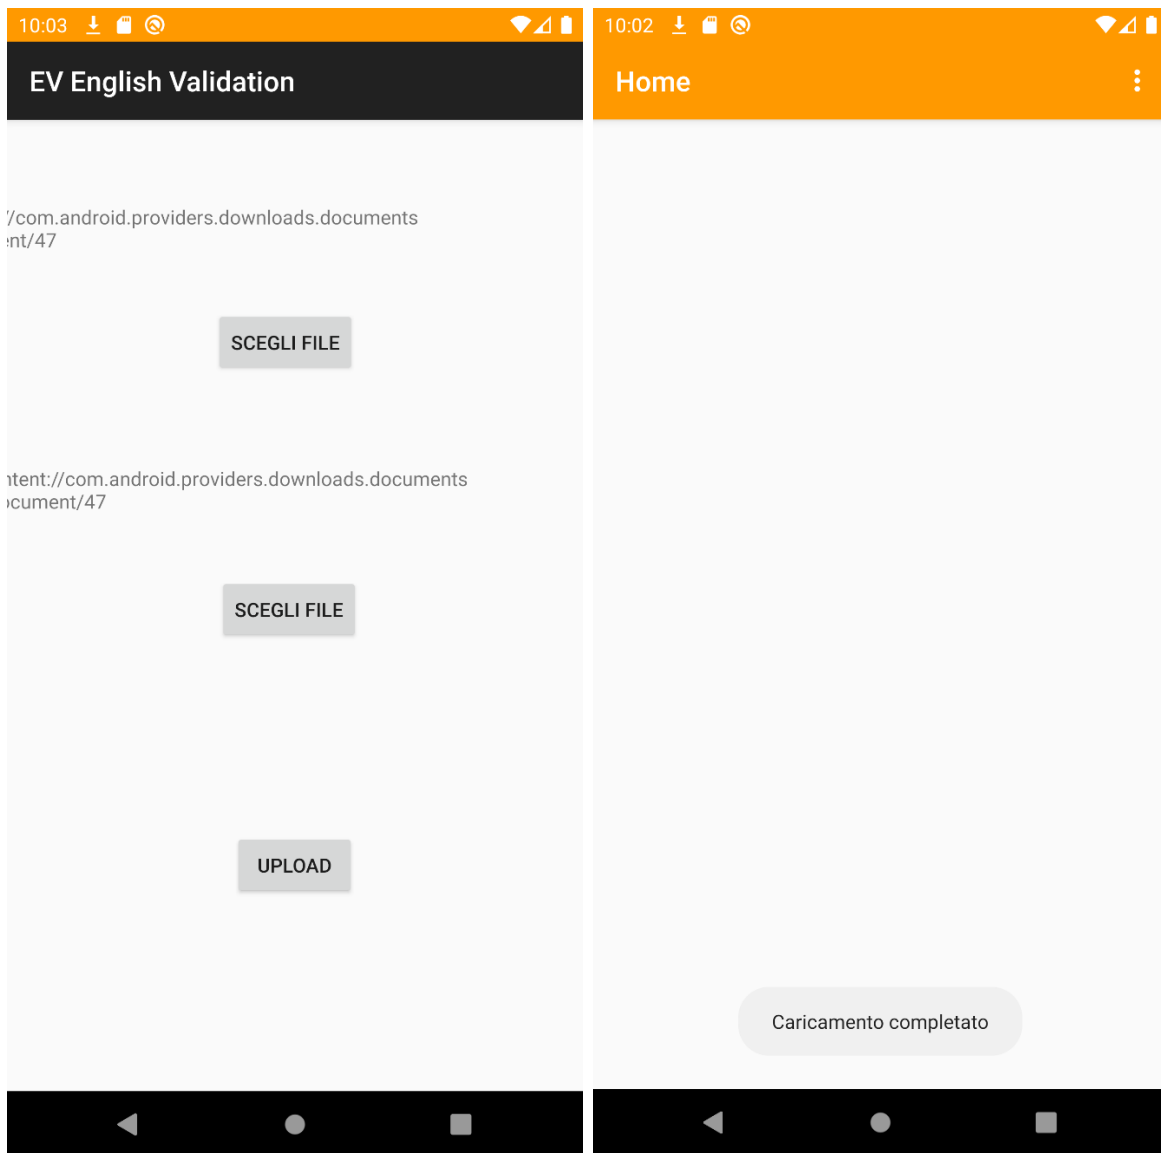 10:03
EV English Validation
//com.android.providers.downloads.documents
ent/47
SCEGLI FILE
ntent://com.android.providers.downloads.documents
ocument/47
SCEGLI FILE
UPLOAD
10:02
Home
Caricamento completato